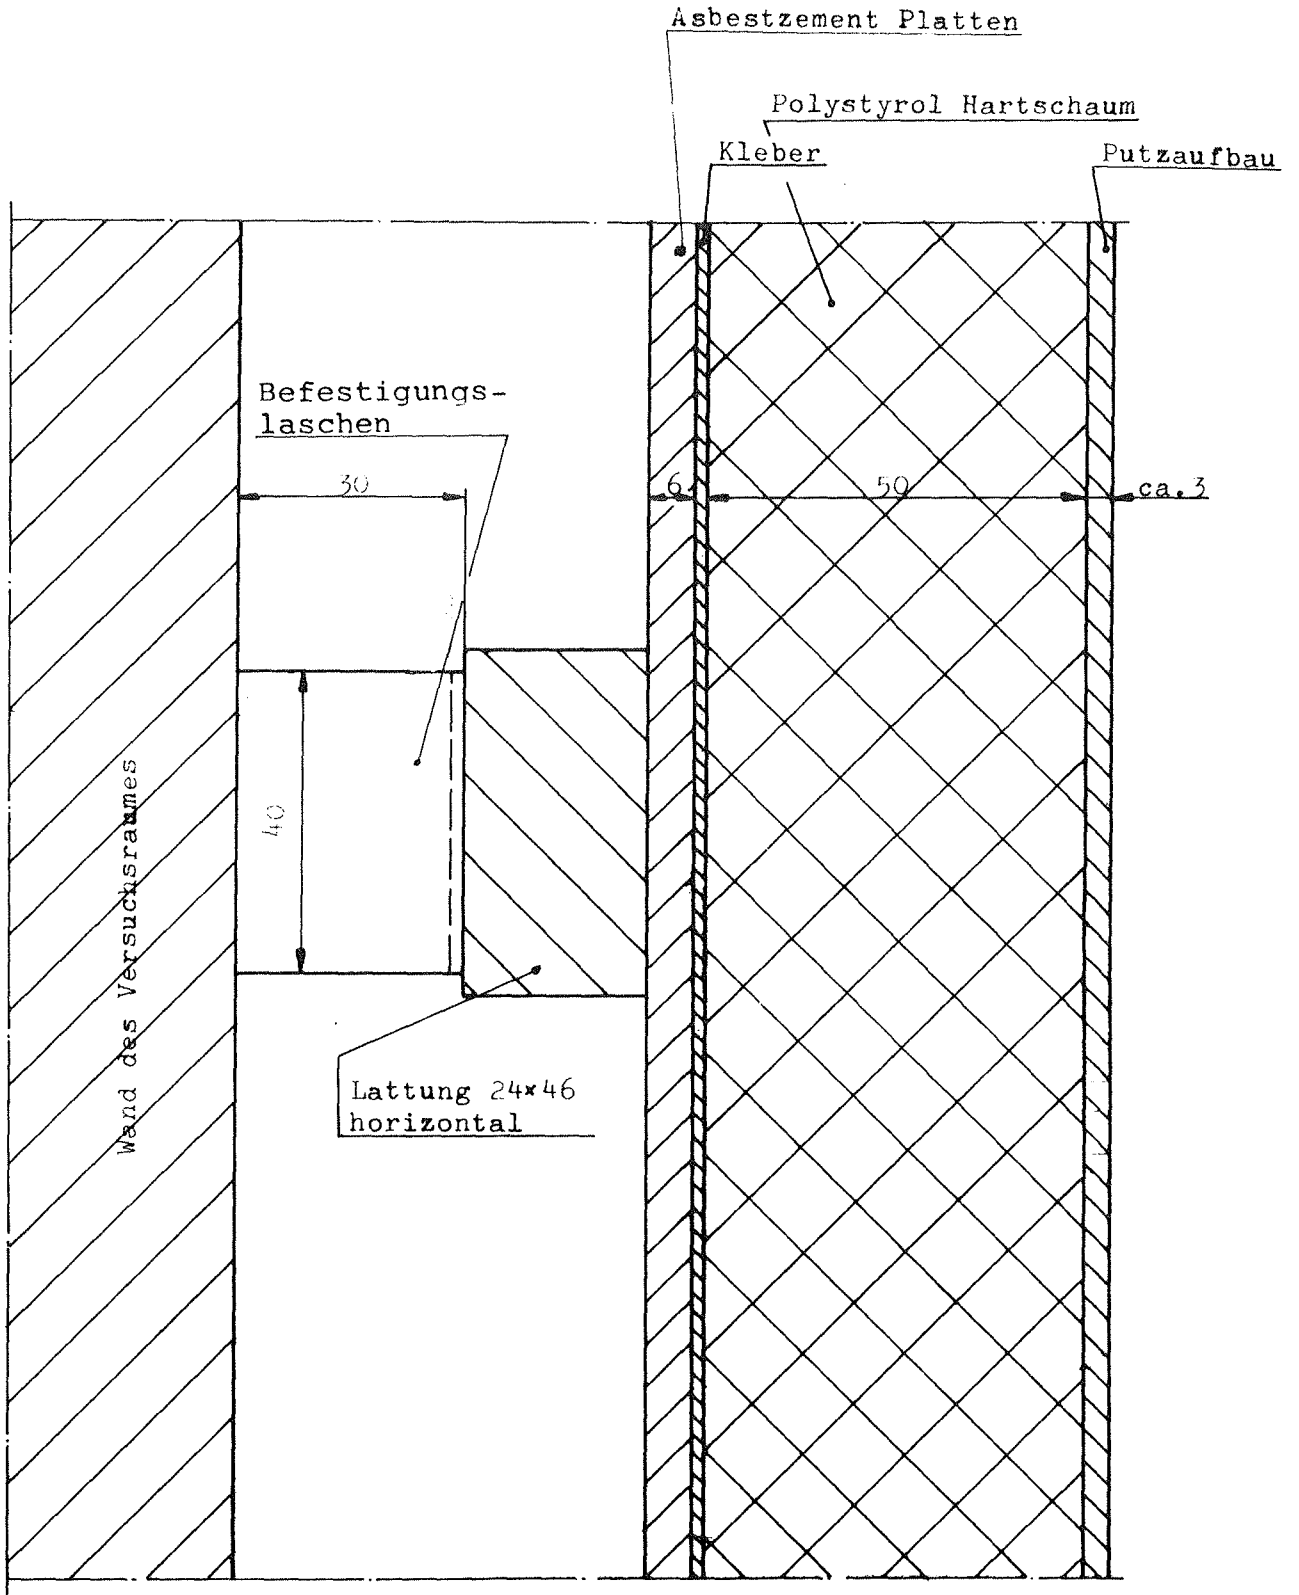 Asbestzement Platten
Polystyrol Hartschaum
Kleber
Putzaufbau
Befestigungs-
laschen
30
6
50
ca.3
40
Wand des Versuchsraumes
Lattung 24×46
horizontal